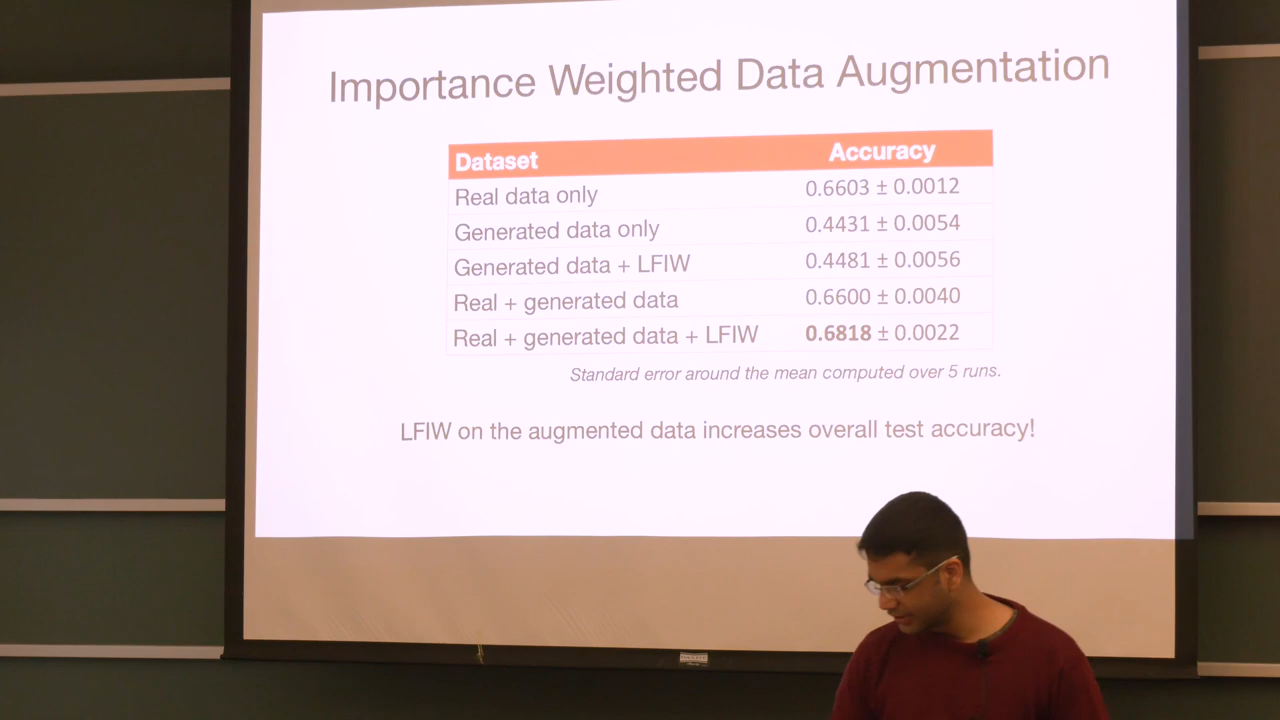 Importance Weighted Data Augmentation
Dataset Accuracy
Real data only 0.6603 ± 0.0012
Generated data only 0.4431 ± 0.0054
Generated data + LFIW 0.4481 ± 0.0056
Real + generated data 0.6600 ± 0.0040
Real + generated data + LFIW 0.6818 ± 0.0022
Standard error around the mean computed over 5 runs.
LFIW on the augmented data increases overall test accuracy!